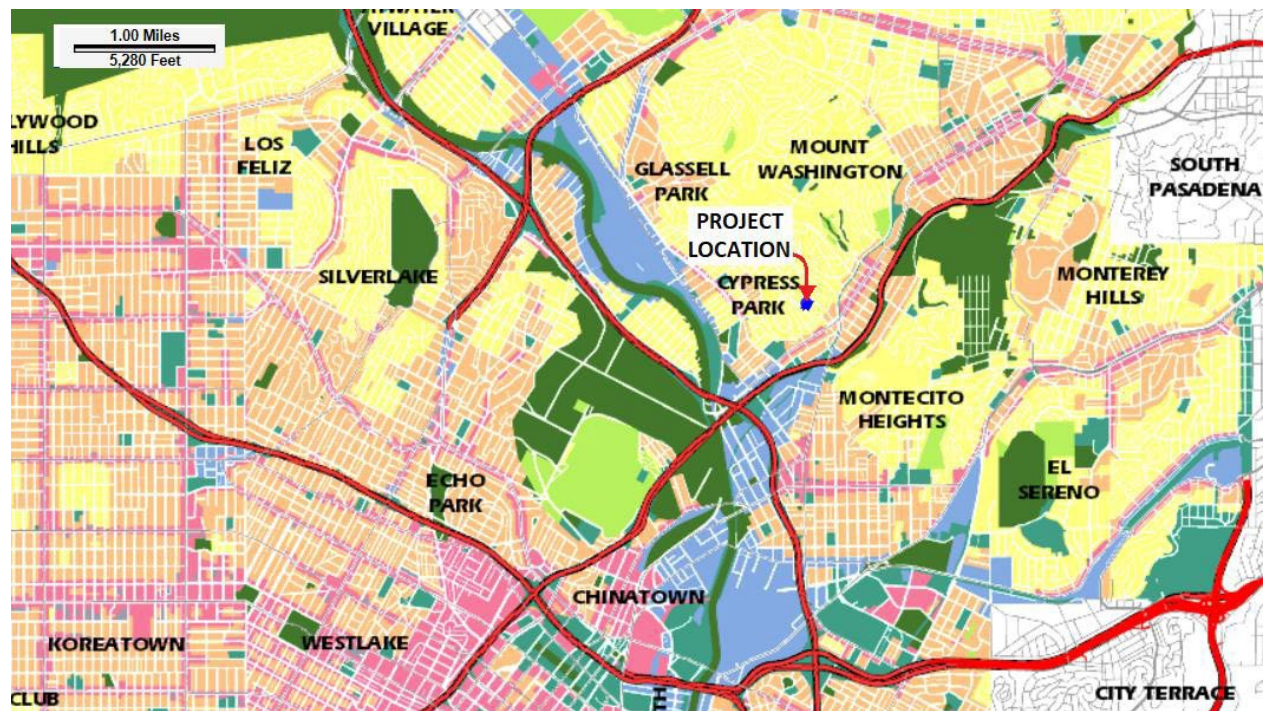 1.00 Miles
5,280 Feet
VILLAGE
LYWOOD
HILLS
LOS
FELIZ
GLASSELL
PARK
MOUNT
WASHINGTON
SOUTH
PASADENA
PROJECT
LOCATION
SILVERLAKE
CYPRESS
PARK
MONTEREY
HILLS
MONTECITO
HEIGHTS
ECHO
PARK
EL
SERENO
CHINATOWN
KOREATOWN
WESTLAKE
CLUB
TH
CITY TERRACE